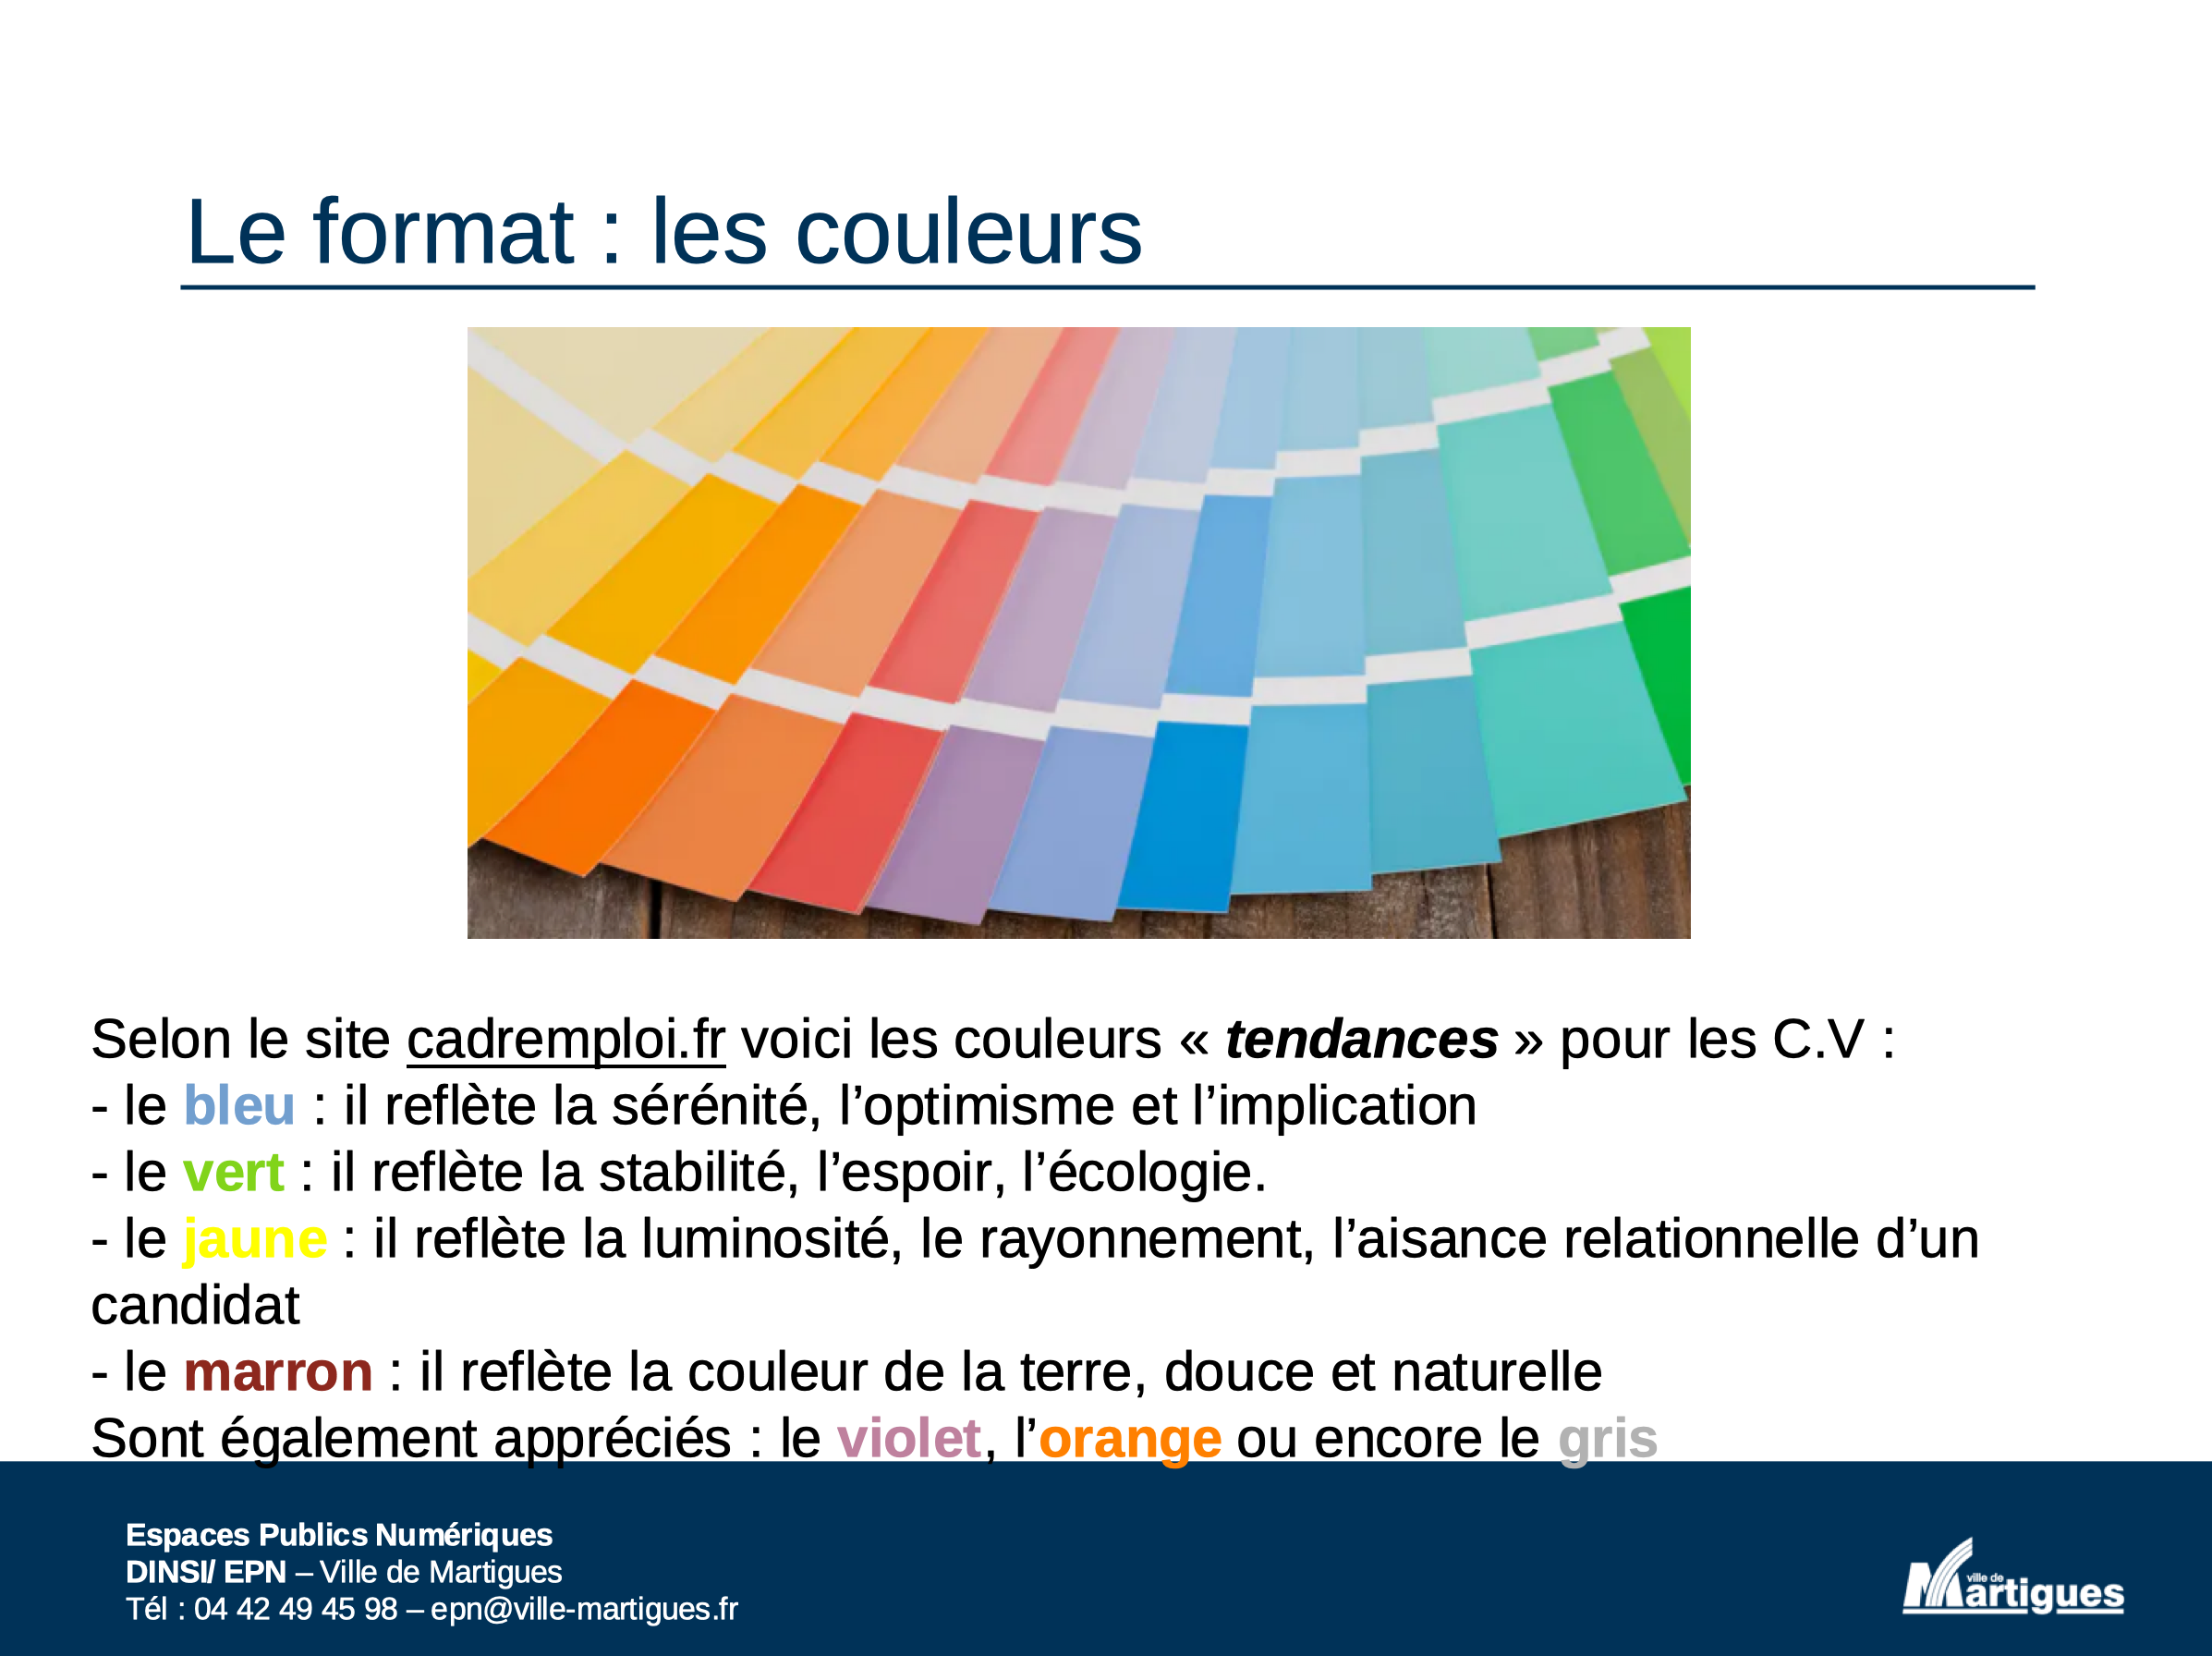 Le format : les couleurs
Selon le site cadremploi.fr voici les couleurs « tendances » pour les C.V :
- le bleu : il reflète la sérénité, l’optimisme et l’implication
- le vert : il reflète la stabilité, l’espoir, l’écologie.
- le jaune : il reflète la luminosité, le rayonnement, l’aisance relationnelle d’un
candidat
- le marron : il reflète la couleur de la terre, douce et naturelle
Sont également appréciés : le violet, l’orange ou encore le gris
Espaces Publics Numériques
DINSI/ EPN – Ville de Martigues
Tél : 04 42 49 45 98 – epn@ville-martigues.fr
ville de
Martigues